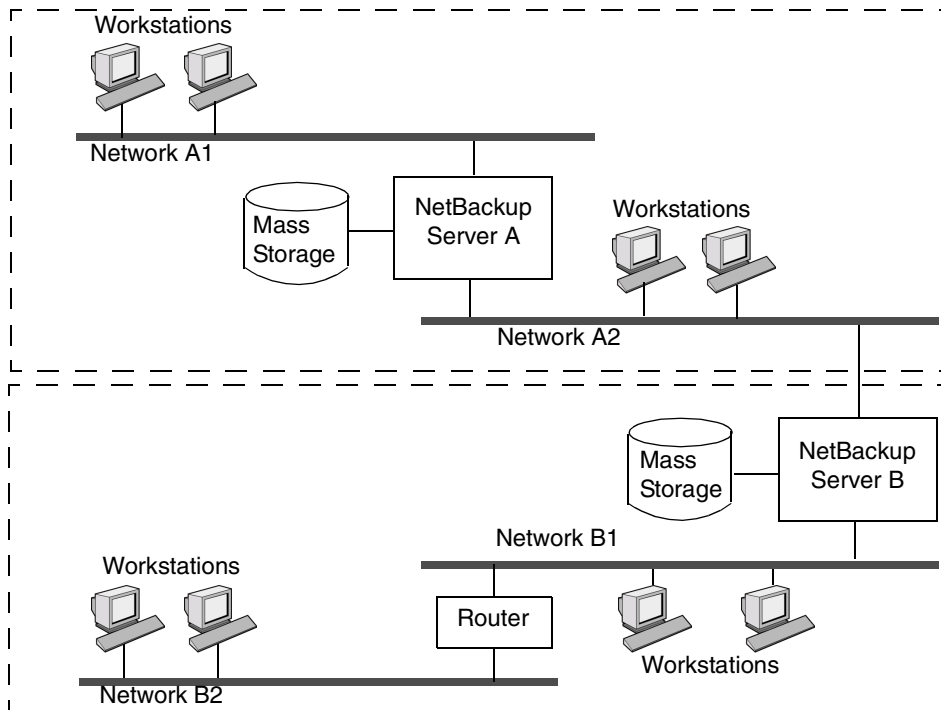 Workstations
Network A1
Mass
Storage
NetBackup
Server A
Workstations
Network A2
Mass
Storage
NetBackup
Server B
Network B1
Workstations
Router
Workstations
Network B2